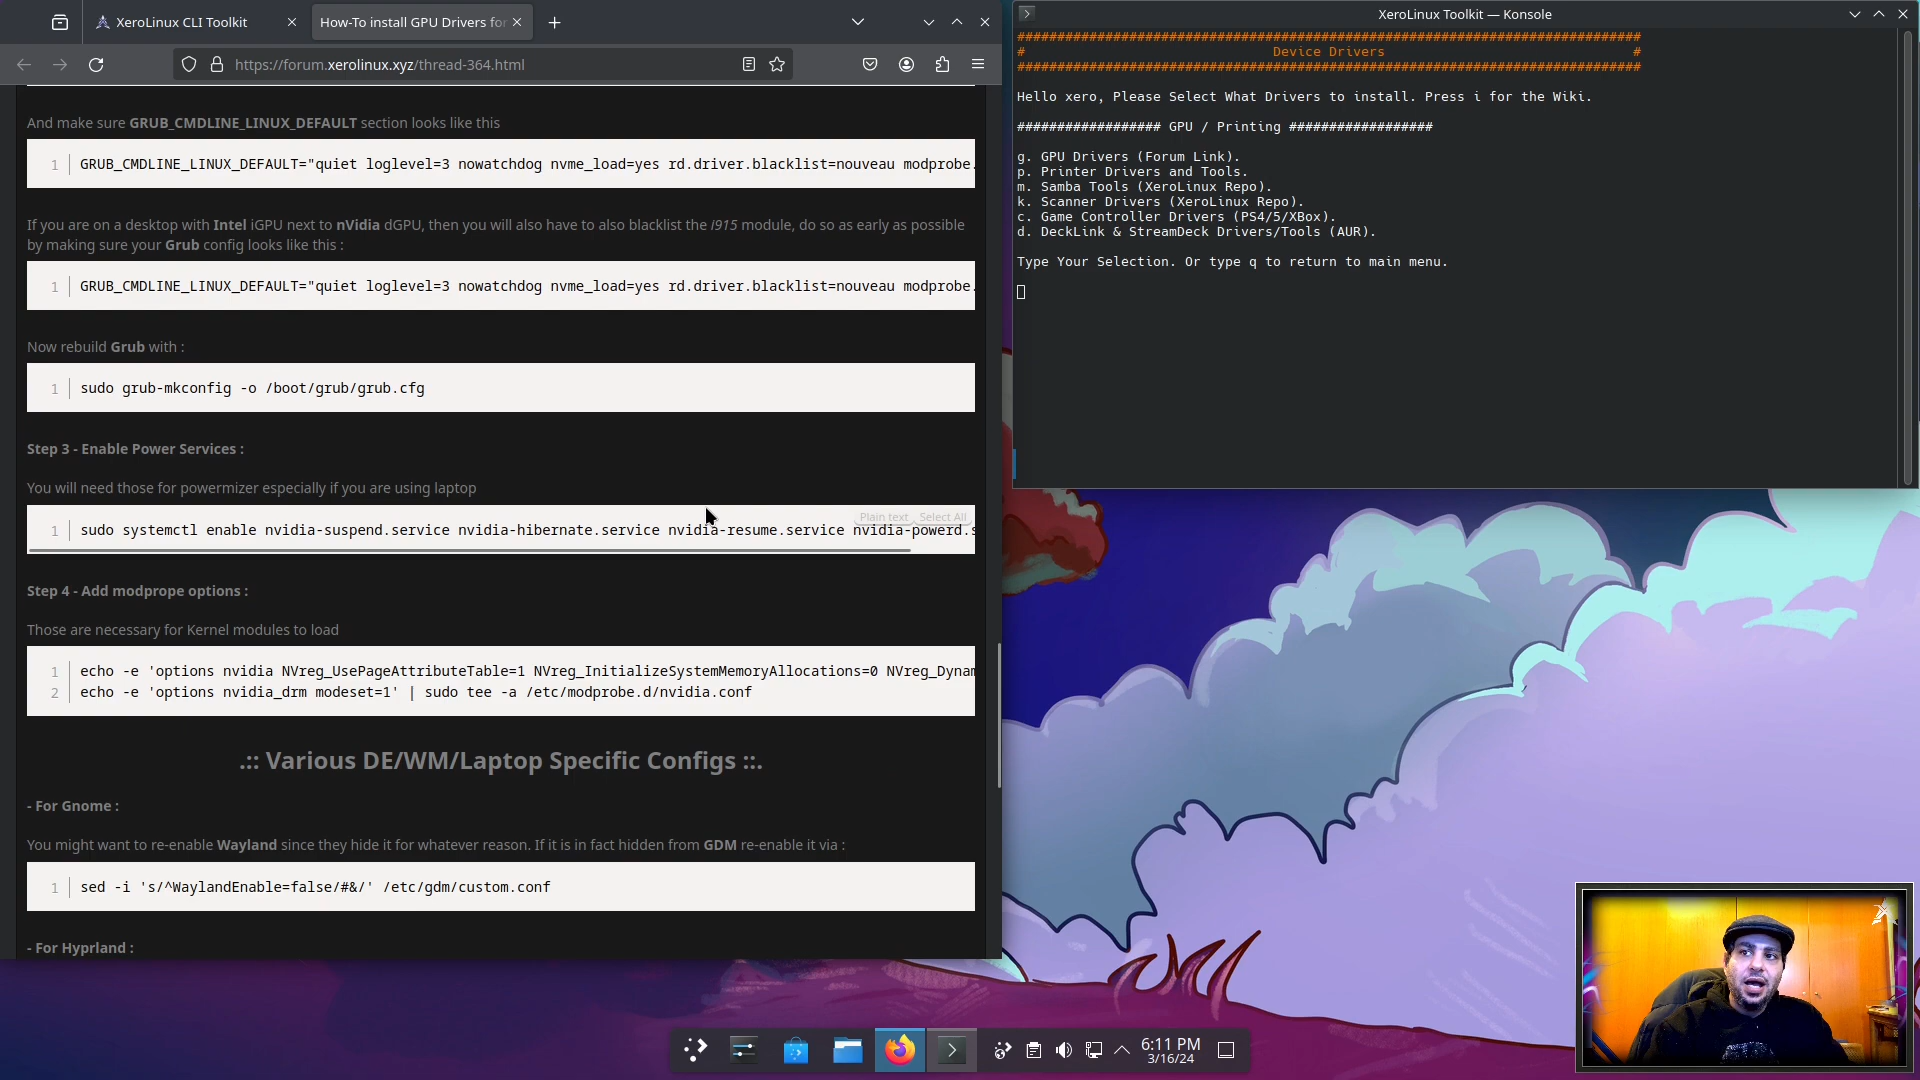 XeroLinux CLI Toolkit
How-To install GPU Drivers for
https://forum.xerolinux.xyz/thread-364.html
And make sure GRUB_CMDLINE_LINUX_DEFAULT section looks like this
1 GRUB_CMDLINE_LINUX_DEFAULT="quiet loglevel=3 nowatchdog nvme_load=yes rd.driver.blacklist=nouveau modprobe.
If you are on a desktop with Intel iGPU next to nVidia dGPU, then you will also have to also blacklist the i915 module, do so as early as possible
by making sure your Grub config looks like this :
1 GRUB_CMDLINE_LINUX_DEFAULT="quiet loglevel=3 nowatchdog nvme_load=yes rd.driver.blacklist=nouveau modprobe.
Now rebuild Grub with :
1 sudo grub-mkconfig -o /boot/grub/grub.cfg
Step 3 - Enable Power Services :
You will need those for powermizer especially if you are using laptop
Plain text Select All
1 sudo systemctl enable nvidia-suspend.service nvidia-hibernate.service nvidia-resume.service nvidia-powerd.s
Step 4 - Add modprope options :
Those are necessary for Kernel modules to load
1 echo -e 'options nvidia NVreg_UsePageAttributeTable=1 NVreg_InitializeSystemMemoryAllocations=0 NVreg_Dynam
2 echo -e 'options nvidia_drm modeset=1' | sudo tee -a /etc/modprobe.d/nvidia.conf
.:: Various DE/WM/Laptop Specific Configs ::.
- For Gnome :
You might want to re-enable Wayland since they hide it for whatever reason. If it is in fact hidden from GDM re-enable it via :
1 sed -i 's/^WaylandEnable=false/#&/' /etc/gdm/custom.conf
- For Hyprland :
XeroLinux Toolkit — Konsole
###############################################################################
# Device Drivers #
###############################################################################
Hello xero, Please Select What Drivers to install. Press i for the Wiki.
################## GPU / Printing ##################
g. GPU Drivers (Forum Link).
p. Printer Drivers and Tools.
m. Samba Tools (XeroLinux Repo).
k. Scanner Drivers (XeroLinux Repo).
c. Game Controller Drivers (PS4/5/XBox).
d. DeckLink & StreamDeck Drivers/Tools (AUR).
Type Your Selection. Or type q to return to main menu.
6:11 PM
3/16/24